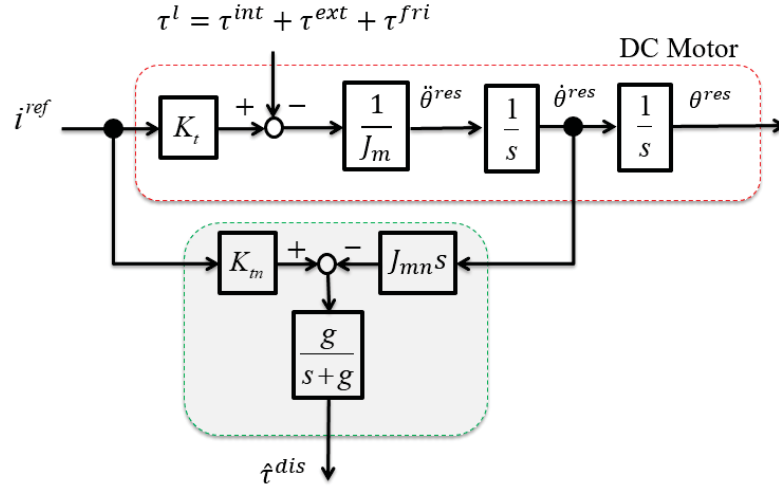 τ^l = τ^int + τ^ext + τ^fri
DC Motor
i^ref
K_t
+
−
1/J_m
θ̈^res
1/s
θ̇^res
1/s
θ^res
K_tn
+
−
J_mn s
g/(s+g)
τ̂^dis